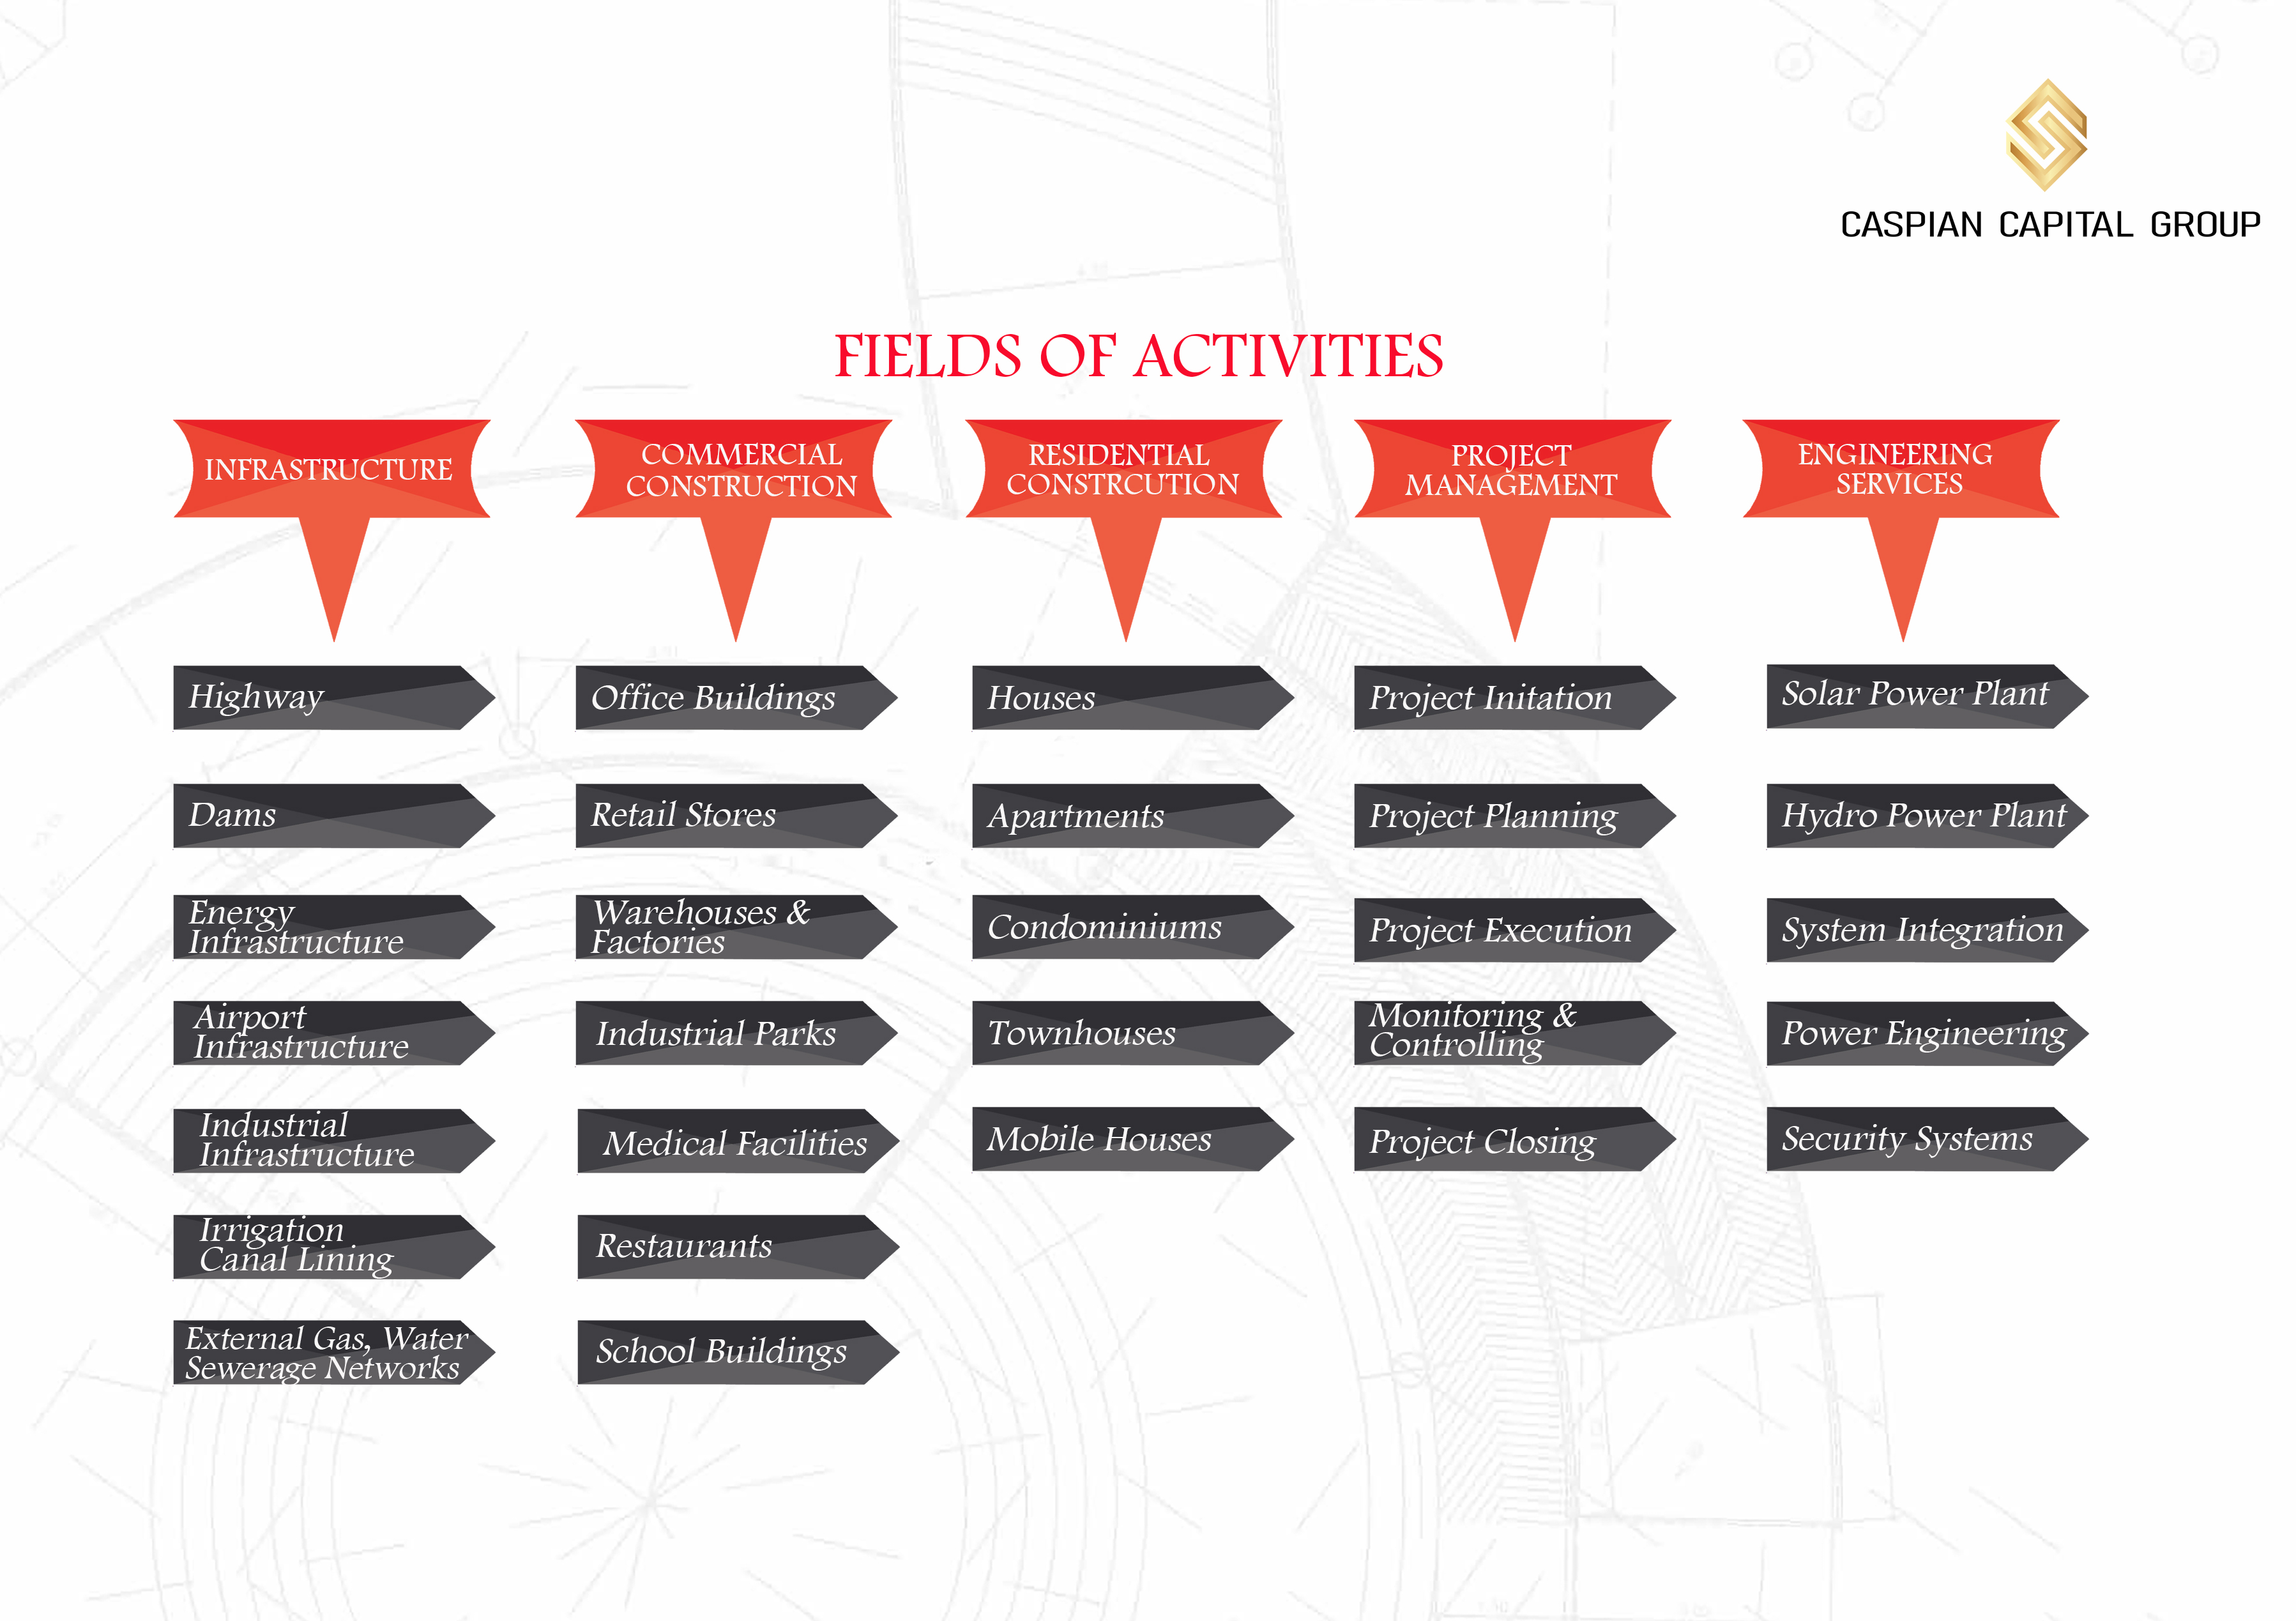 CASPIAN CAPITAL GROUP
FIELDS OF ACTIVITIES
INFRASTRUCTURE
Highway
Dams
Energy
Infrastructure
Airport
Infrastructure
Industrial
Infrastructure
Irrigation
Canal Lining
External Gas, Water
Sewerage Networks
COMMERCIAL
CONSTRUCTION
Office Buildings
Retail Stores
Warehouses &
Factories
Industrial Parks
Medical Facilities
Restaurants
School Buildings
RESIDENTIAL
CONSTRCUTION
Houses
Apartments
Condominiums
Townhouses
Mobile Houses
PROJECT
MANAGEMENT
Project Initation
Project Planning
Project Execution
Monitoring &
Controlling
Project Closing
ENGINEERING
SERVICES
Solar Power Plant
Hydro Power Plant
System Integration
Power Engineering
Security Systems